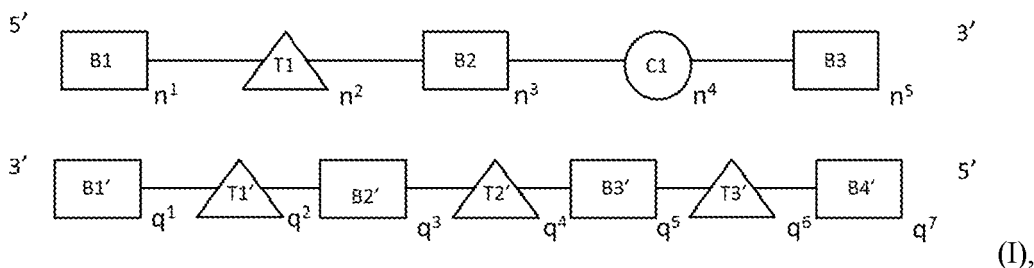 5′ B1 T1 B2 C1 B3 3′
n¹ n² n³ n⁴ n⁵
3′ B1′ T1′ B2′ T2′ B3′ T3′ B4′ 5′
q¹ q² q³ q⁴ q⁵ q⁶ q⁷
(I),